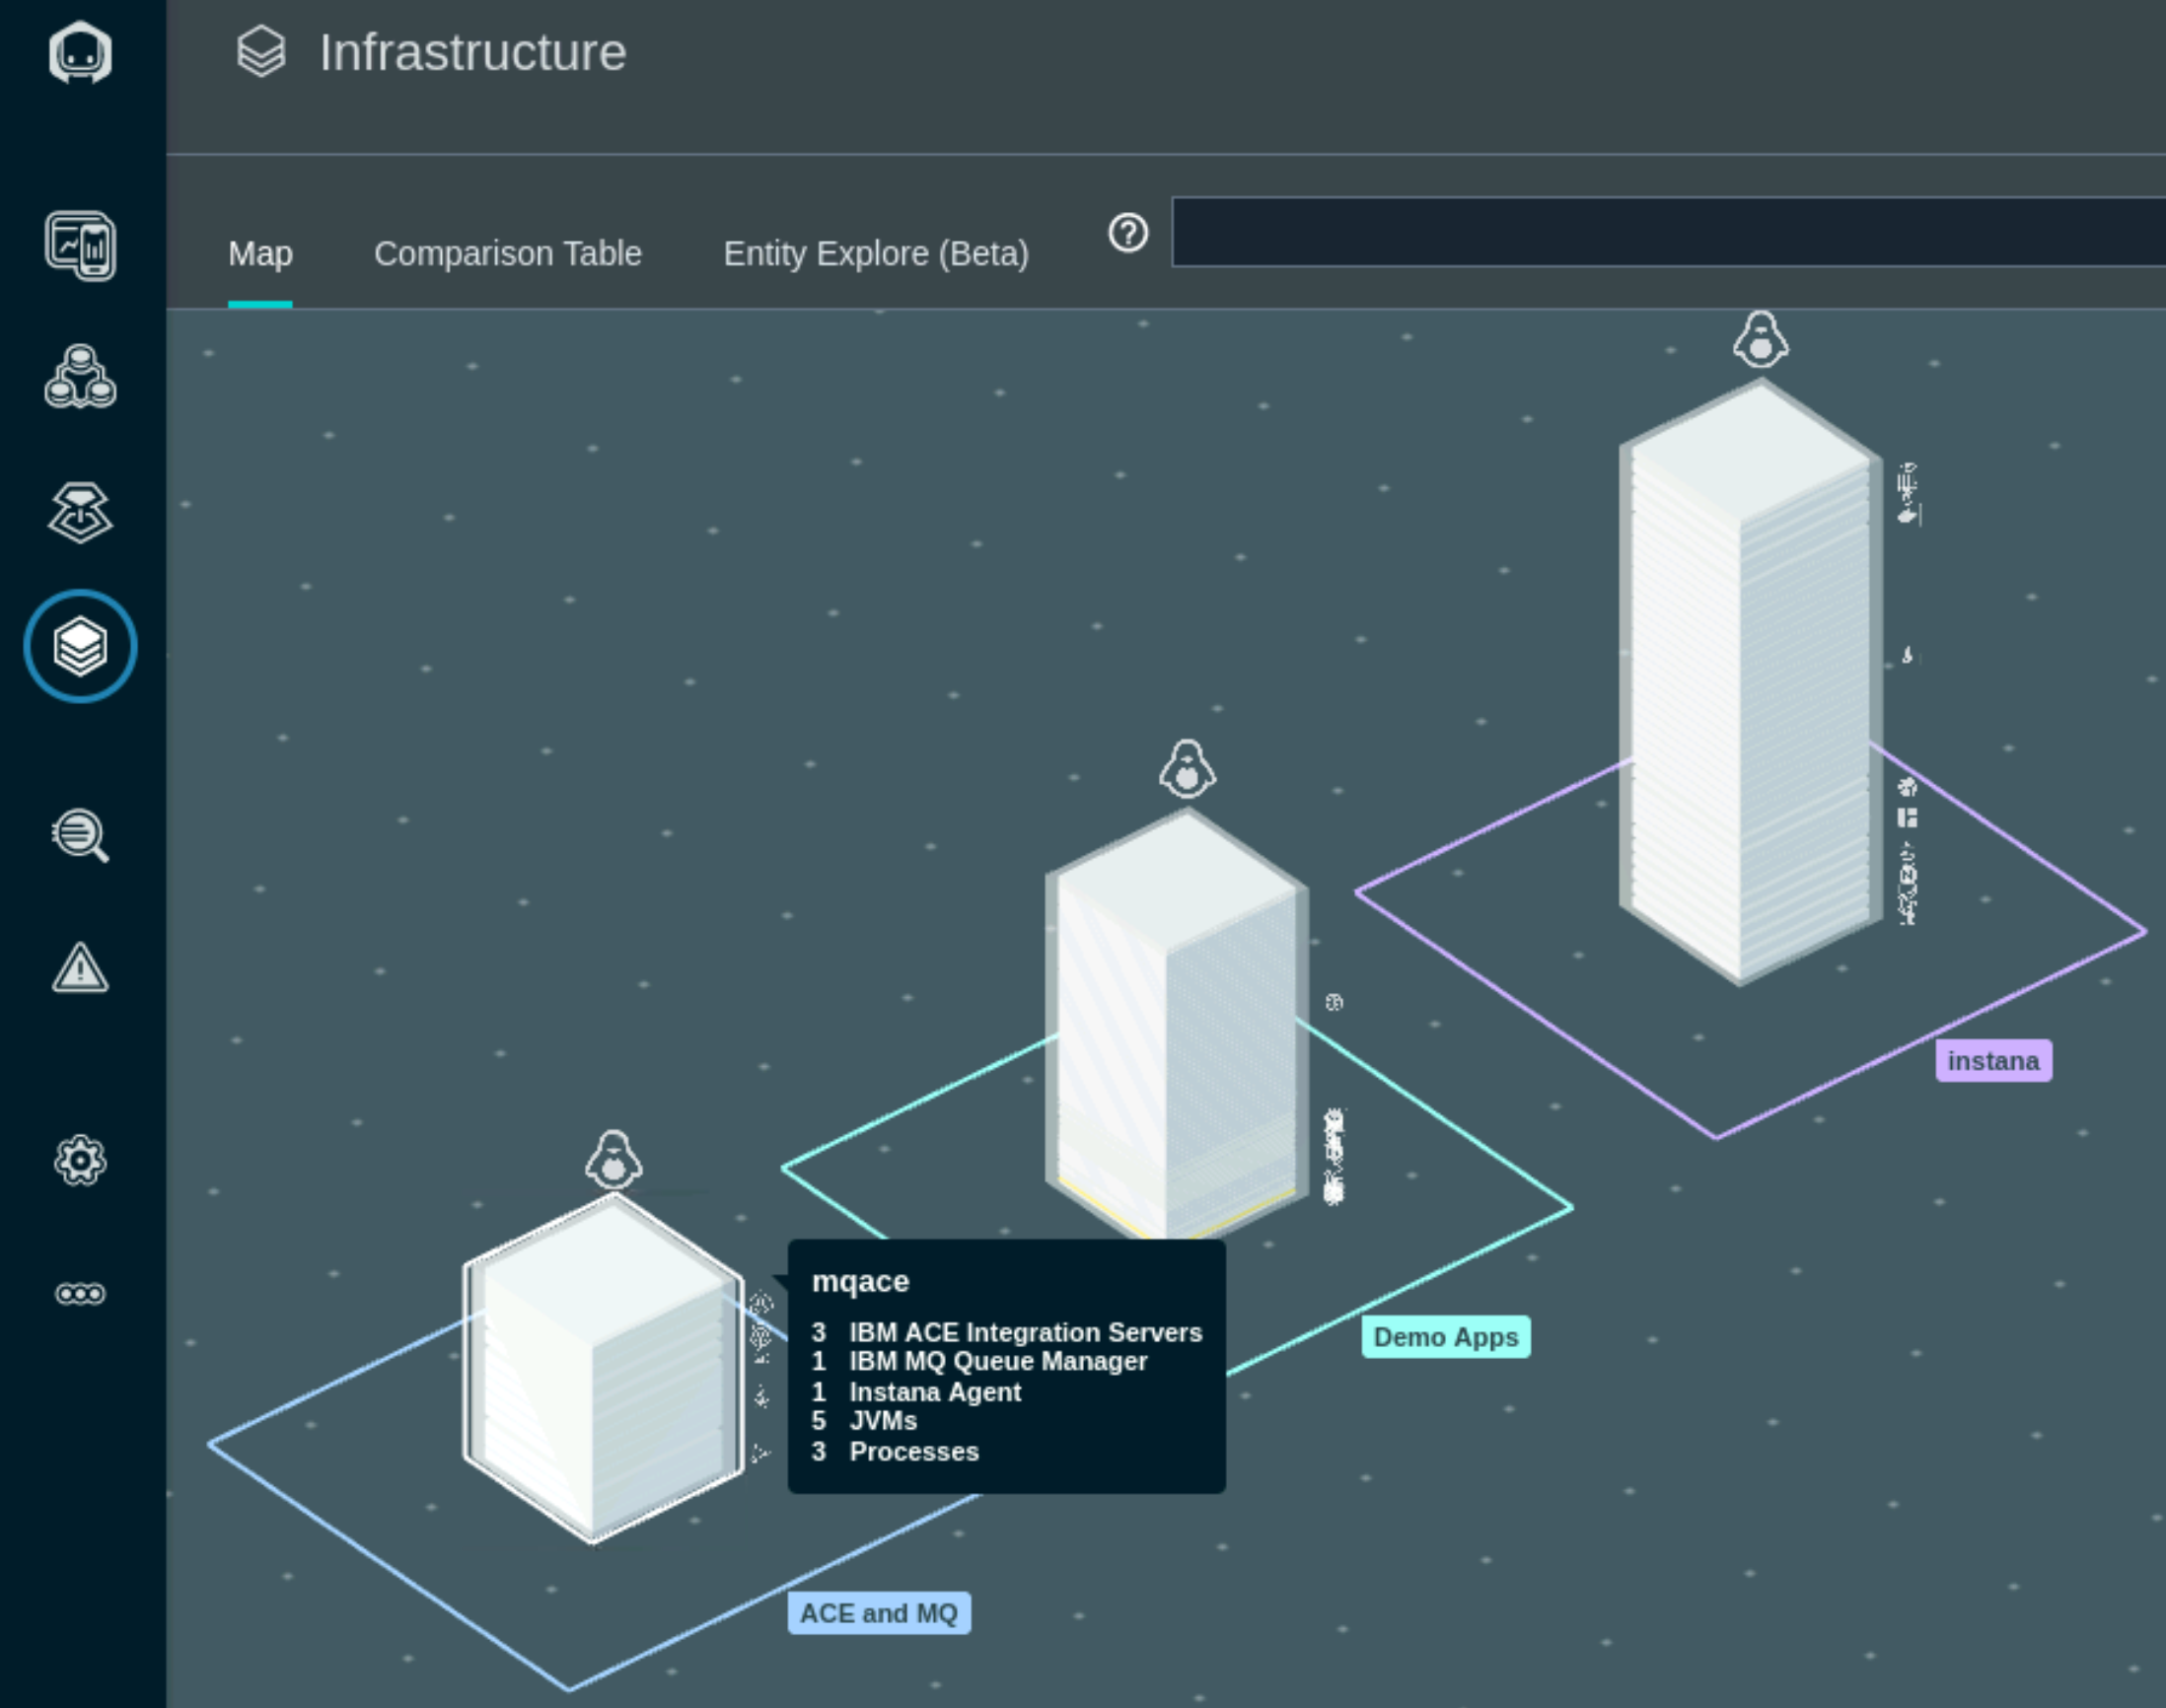 Infrastructure
Map
Comparison Table
Entity Explore (Beta)
instana
mqace
3 IBM ACE Integration Servers
1 IBM MQ Queue Manager
1 Instana Agent
5 JVMs
3 Processes
Demo Apps
ACE and MQ